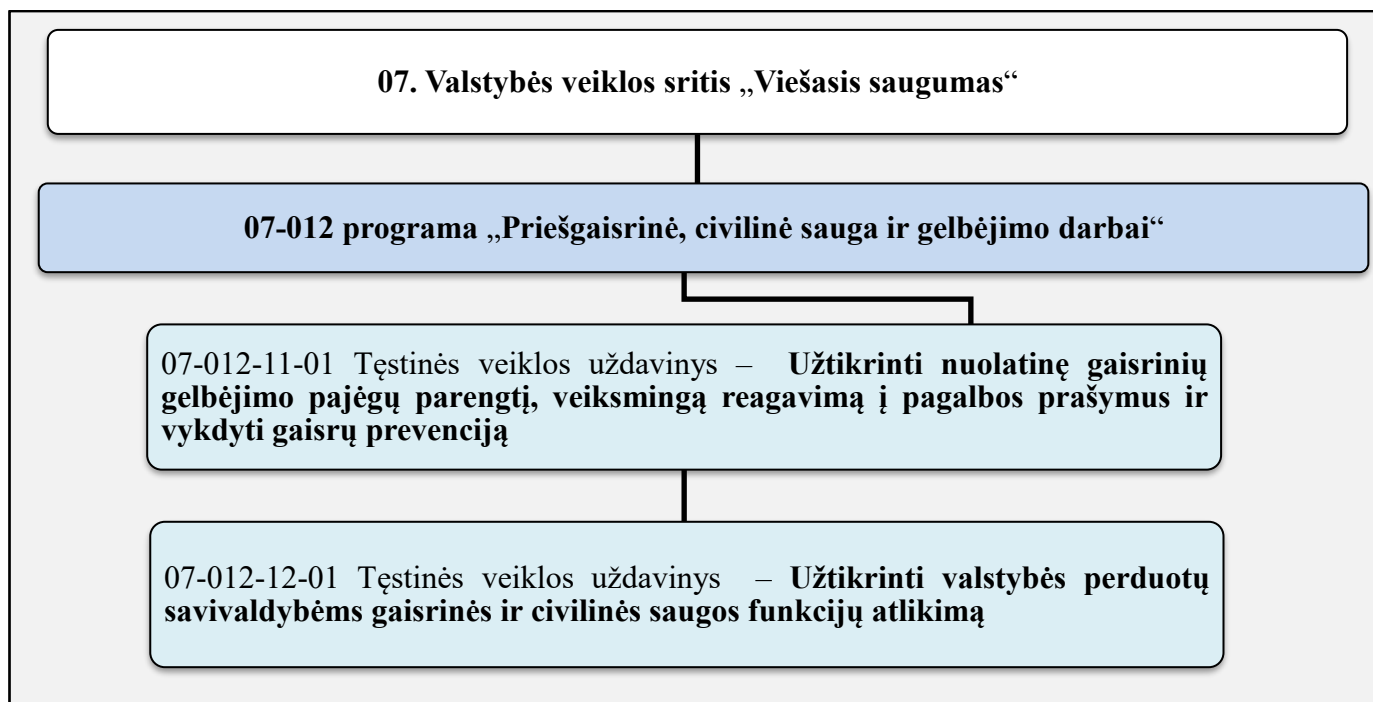 07. Valstybės veiklos sritis „Viešasis saugumas“
07-012 programa „Priešgaisrinė, civilinė sauga ir gelbėjimo darbai“
07-012-11-01 Tęstinės veiklos uždavinys – Užtikrinti nuolatinę gaisrinių
gelbėjimo pajėgų parengtį, veiksmingą reagavimą į pagalbos prašymus ir
vykdyti gaisrų prevenciją
07-012-12-01 Tęstinės veiklos uždavinys – Užtikrinti valstybės perduotų
savivaldybėms gaisrinės ir civilinės saugos funkcijų atlikimą